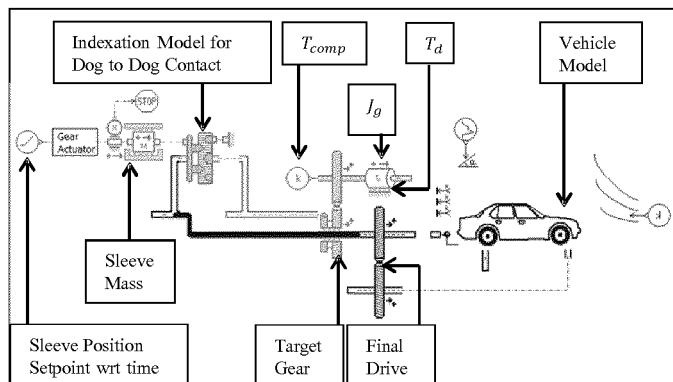 Indexation Model for
Dog to Dog Contact
T_comp
T_d
Vehicle
Model
J_g
STOP
Gear
Actuator
M
k
Sleeve
Mass
Sleeve Position
Setpoint wrt time
Target
Gear
Final
Drive